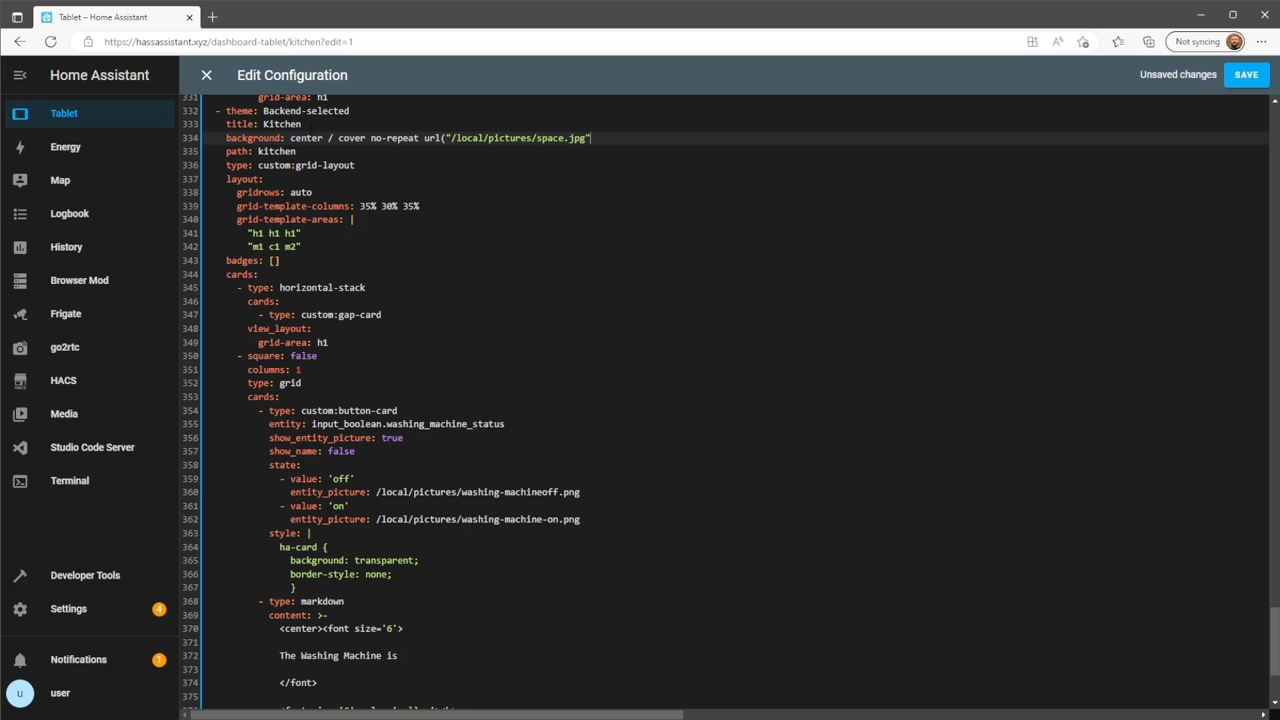 Tablet – Home Assistant
https://hassassistant.xyz/dashboard-tablet/kitchen?edit=1
Not syncing
Home Assistant
Edit Configuration
Unsaved changes
SAVE
Tablet
Energy
Map
Logbook
History
Browser Mod
Frigate
go2rtc
HACS
Media
Studio Code Server
Terminal
Developer Tools
Settings 4
Notifications 1
u user
331 grid-area: h1
332 - theme: Backend-selected
333 title: Kitchen
334 background: center / cover no-repeat url("/local/pictures/space.jpg"
335 path: kitchen
336 type: custom:grid-layout
337 layout:
338 gridrows: auto
339 grid-template-columns: 35% 30% 35%
340 grid-template-areas: |
341 "h1 h1 h1"
342 "m1 c1 m2"
343 badges: []
344 cards:
345 - type: horizontal-stack
346 cards:
347 - type: custom:gap-card
348 view_layout:
349 grid-area: h1
350 - square: false
351 columns: 1
352 type: grid
353 cards:
354 - type: custom:button-card
355 entity: input_boolean.washing_machine_status
356 show_entity_picture: true
357 show_name: false
358 state:
359 - value: 'off'
360 entity_picture: /local/pictures/washing-machineoff.png
361 - value: 'on'
362 entity_picture: /local/pictures/washing-machine-on.png
363 style: |
364 ha-card {
365 background: transparent;
366 border-style: none;
367 }
368 - type: markdown
369 content: >-
370 <center><font size='6'>
371
372 The Washing Machine is
373
374 </font>
375